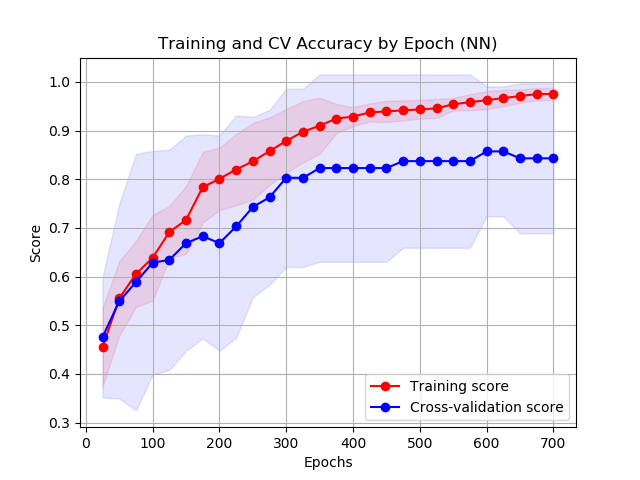 Training and CV Accuracy by Epoch (NN)
Score
1.0
0.9
0.8
0.7
0.6
0.5
0.4
0.3
Training score
Cross-validation score
0 100 200 300 400 500 600 700
Epochs